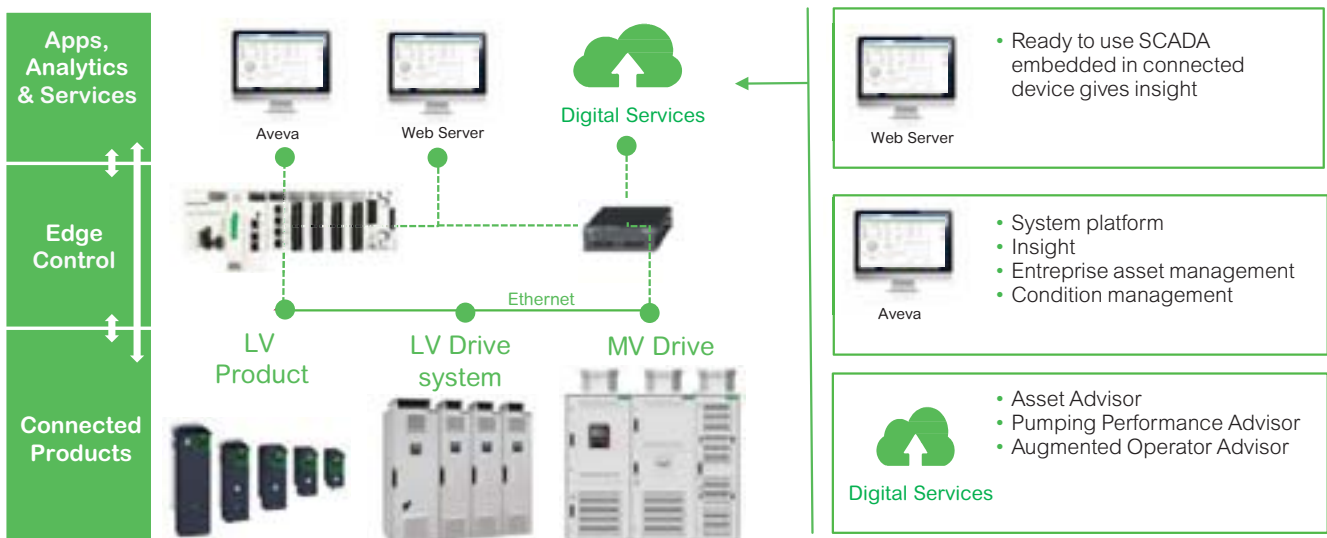 Apps,
Analytics
& Services
Edge
Control
Connected
Products
Aveva
Web Server
Digital Services
Ethernet
LV
Product
LV Drive
system
MV Drive
Web Server
• Ready to use SCADA
embedded in connected
device gives insight
Aveva
• System platform
• Insight
• Entreprise asset management
• Condition management
Digital Services
• Asset Advisor
• Pumping Performance Advisor
• Augmented Operator Advisor